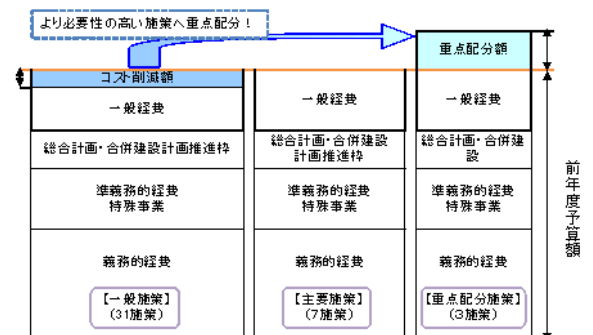 より必要性の高い施策へ重点配分！
重点配分額
コスト削減額
一般経費
一般経費
一般経費
総合計画・合併建設計画推進枠
総合計画・合併建設
計画推進枠
総合計画・合併建
設
準義務的経費
特殊事業
準義務的経費
特殊事業
準義務的経費
特殊事業
義務的経費
義務的経費
義務的経費
【一般施策】
（31施策）
【主要施策】
（7施策）
【重点配分施策】
（3施策）
前年度予算額